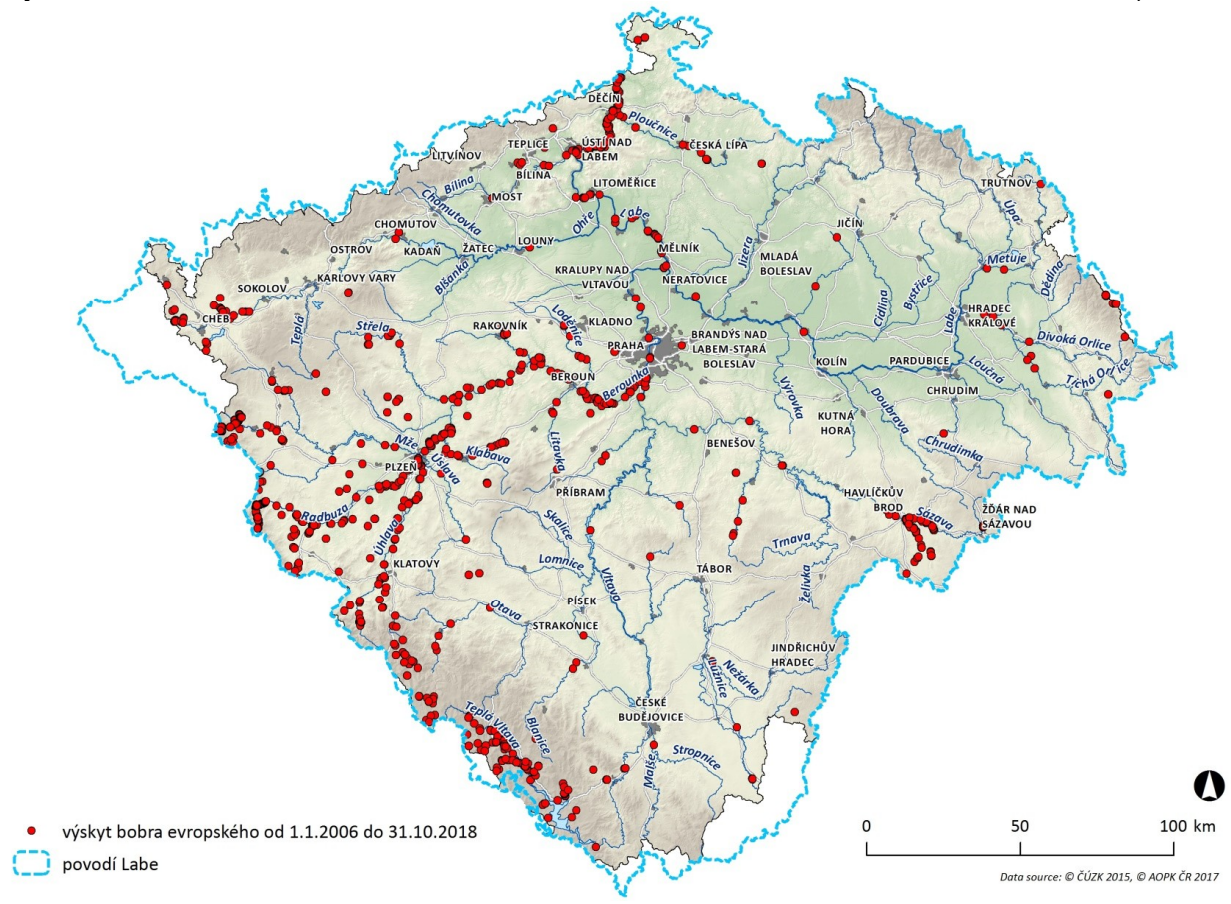 DĚČÍN
Ploučnice
TEPLICE
ÚSTÍ NAD
LABEM
ČESKÁ LÍPA
LITVÍNOV
BÍLINA
Bílina
MOST
LITOMĚŘICE
TRUTNOV
Úpa
Chomutovka
CHOMUTOV
Ohře
Labe
JIČÍN
OSTROV
KADAŇ
ŽATEC
LOUNY
MĚLNÍK
Jizera
MLADÁ
BOLESLAV
Metuje
Dědina
KARLOVY VARY
Blšanka
KRALUPY NAD
VLTAVOU
NERATOVICE
Cidlina
Bystřice
SOKOLOV
CHEB
Teplá
Střela
RAKOVNÍK
Loděnice
KLADNO
PRAHA
BRANDÝS NAD
LABEM-STARÁ
BOLESLAV
Labe
HRADEC
KRÁLOVÉ
Divoká Orlice
Tichá Orlice
BEROUN
Berounka
KOLÍN
PARDUBICE
Loučná
CHRUDIM
Výrovka
KUTNÁ
HORA
Doubrava
Chrudimka
Mže
PLZEŇ
Úslava
Klabava
Litavka
BENEŠOV
PŘÍBRAM
HAVLÍČKŮV
BROD
Sázava
ŽĎÁR NAD
SÁZAVOU
Radbuza
Úhlava
Skalice
Trnava
KLATOVY
Lomnice
Vltava
TÁBOR
Želivka
Otava
PÍSEK
STRAKONICE
JINDŘICHŮV
HRADEC
Lužnice
Nežárka
Teplá Vltava
Blanice
ČESKÉ
BUDĚJOVICE
Malše
Stropnice
výskyt bobra evropského od 1.1.2006 do 31.10.2018
povodí Labe
0 50 100 km
Data source: © ČÚZK 2015, © AOPK ČR 2017